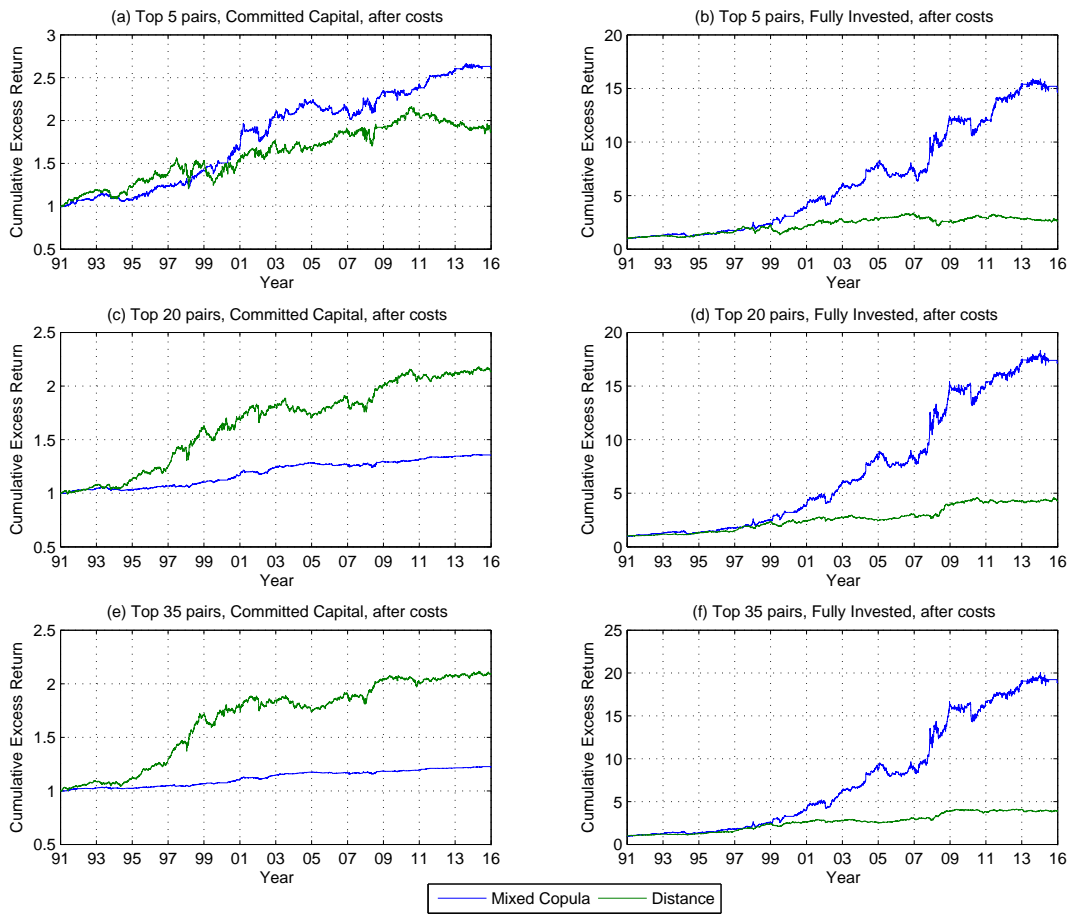 (a) Top 5 pairs, Committed Capital, after costs
3
2.5
2
1.5
1
0.5
Cumulative Excess Return
91 93 95 97 99 01 03 05 07 09 11 13 16
Year
(b) Top 5 pairs, Fully Invested, after costs
20
15
10
5
0
Cumulative Excess Return
91 93 95 97 99 01 03 05 07 09 11 13 16
Year
(c) Top 20 pairs, Committed Capital, after costs
2.5
2
1.5
1
0.5
Cumulative Excess Return
91 93 95 97 99 01 03 05 07 09 11 13 16
Year
(d) Top 20 pairs, Fully Invested, after costs
20
15
10
5
0
Cumulative Excess Return
91 93 95 97 99 01 03 05 07 09 11 13 16
Year
(e) Top 35 pairs, Committed Capital, after costs
2.5
2
1.5
1
0.5
Cumulative Excess Return
91 93 95 97 99 01 03 05 07 09 11 13 16
Year
(f) Top 35 pairs, Fully Invested, after costs
25
20
15
10
5
0
Cumulative Excess Return
91 93 95 97 99 01 03 05 07 09 11 13 16
Year
Mixed Copula Distance